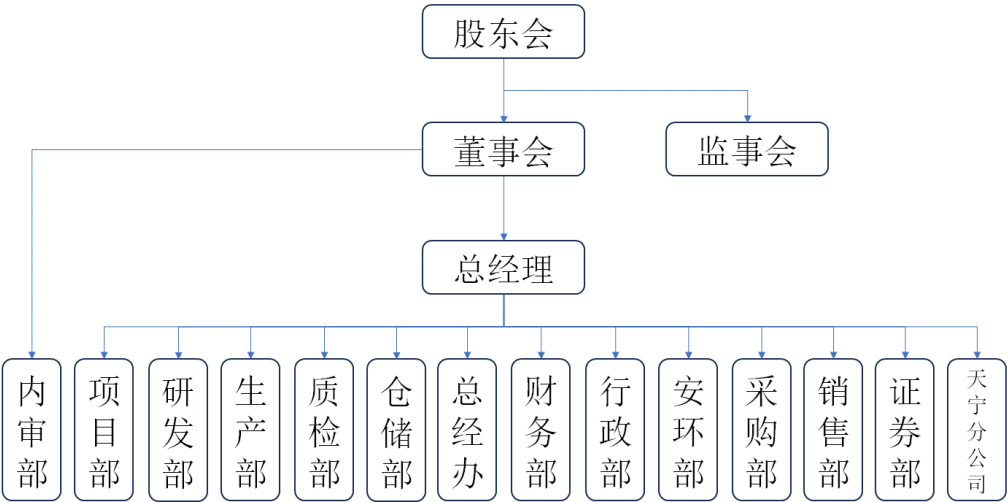 股东会
董事会
监事会
总经理
内审部
项目部
研发部
生产部
质检部
仓储部
总经办
财务部
行政部
安环部
采购部
销售部
证券部
天宁分公司